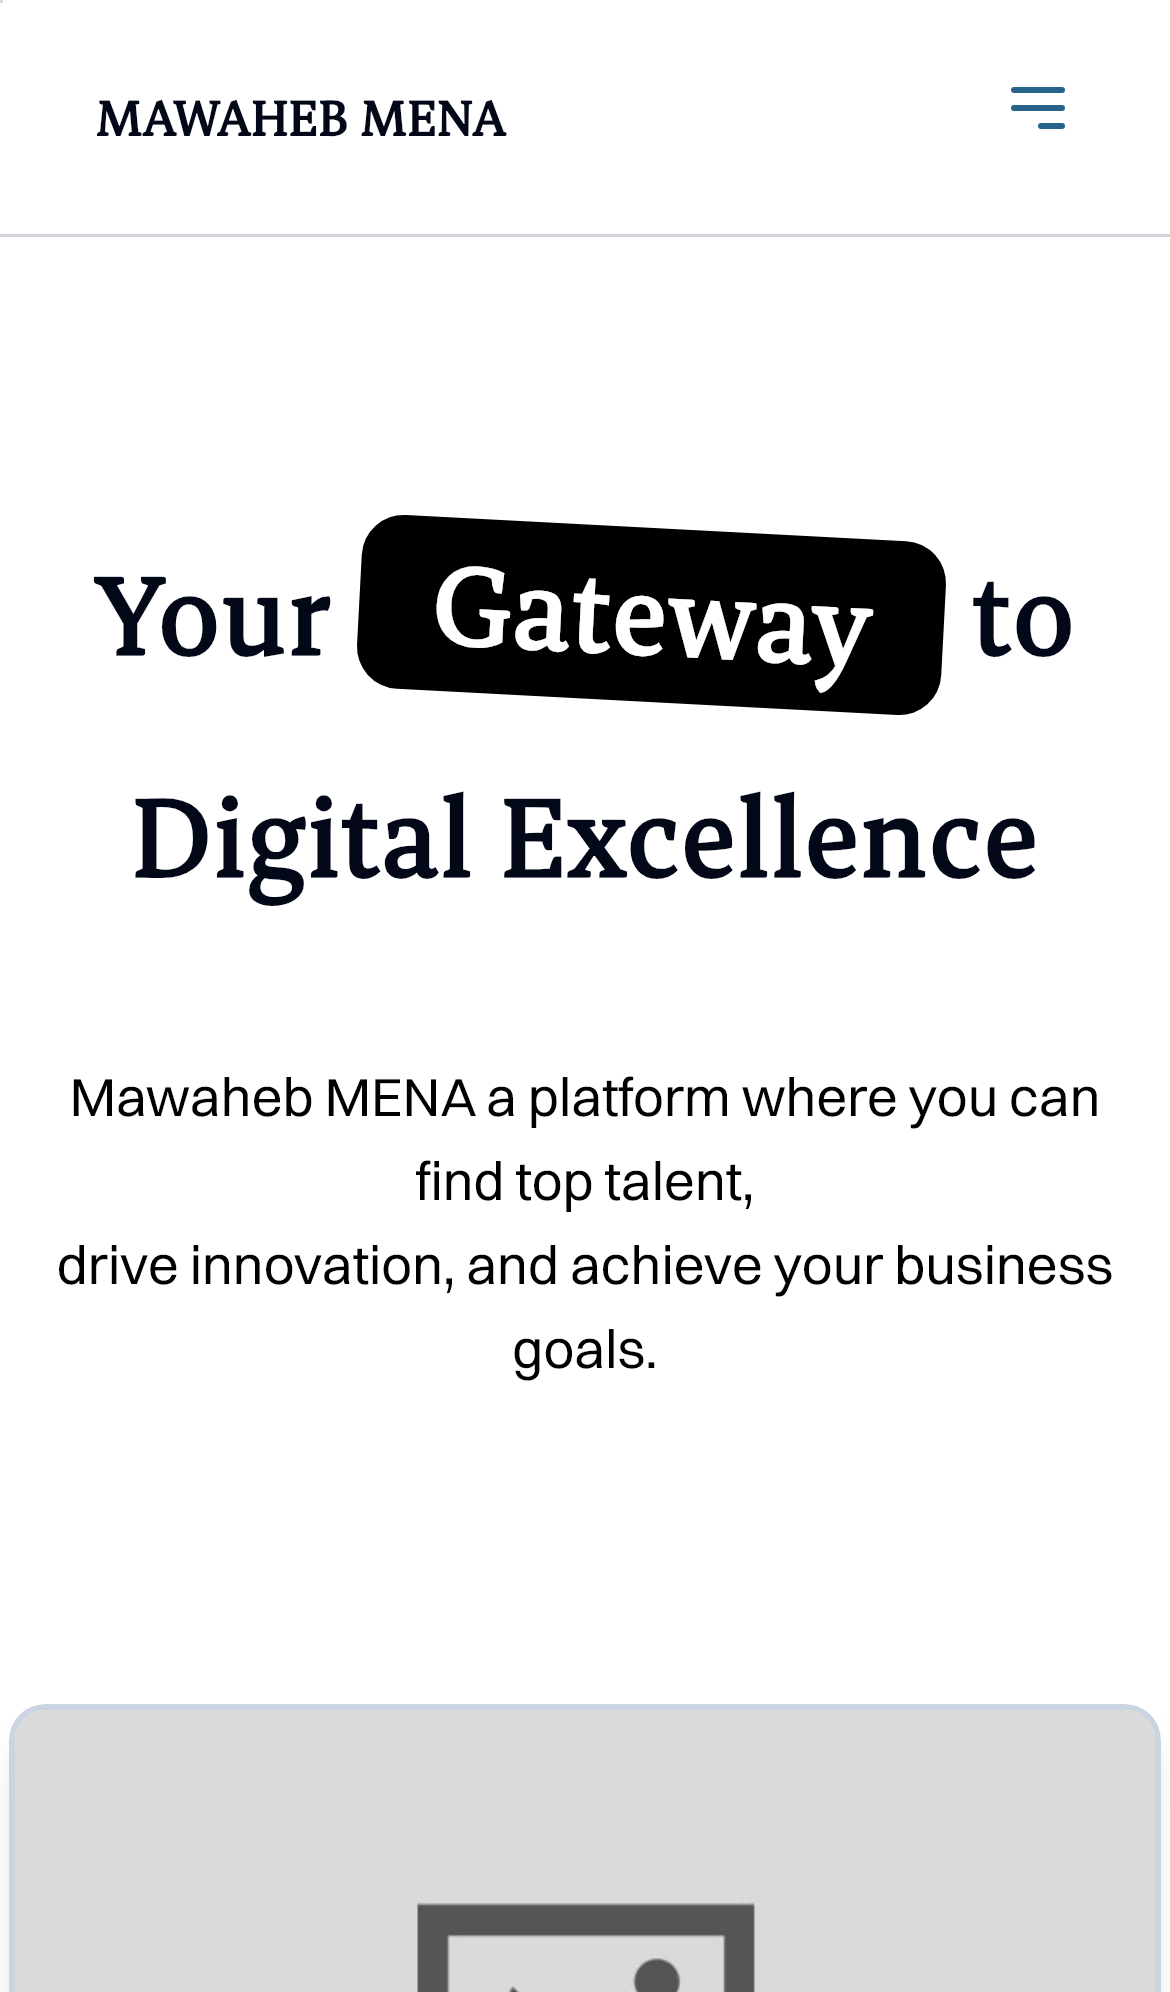 MAWAHEB MENA
Your Gateway to
Digital Excellence
Mawaheb MENA a platform where you can
find top talent,
drive innovation, and achieve your business
goals.